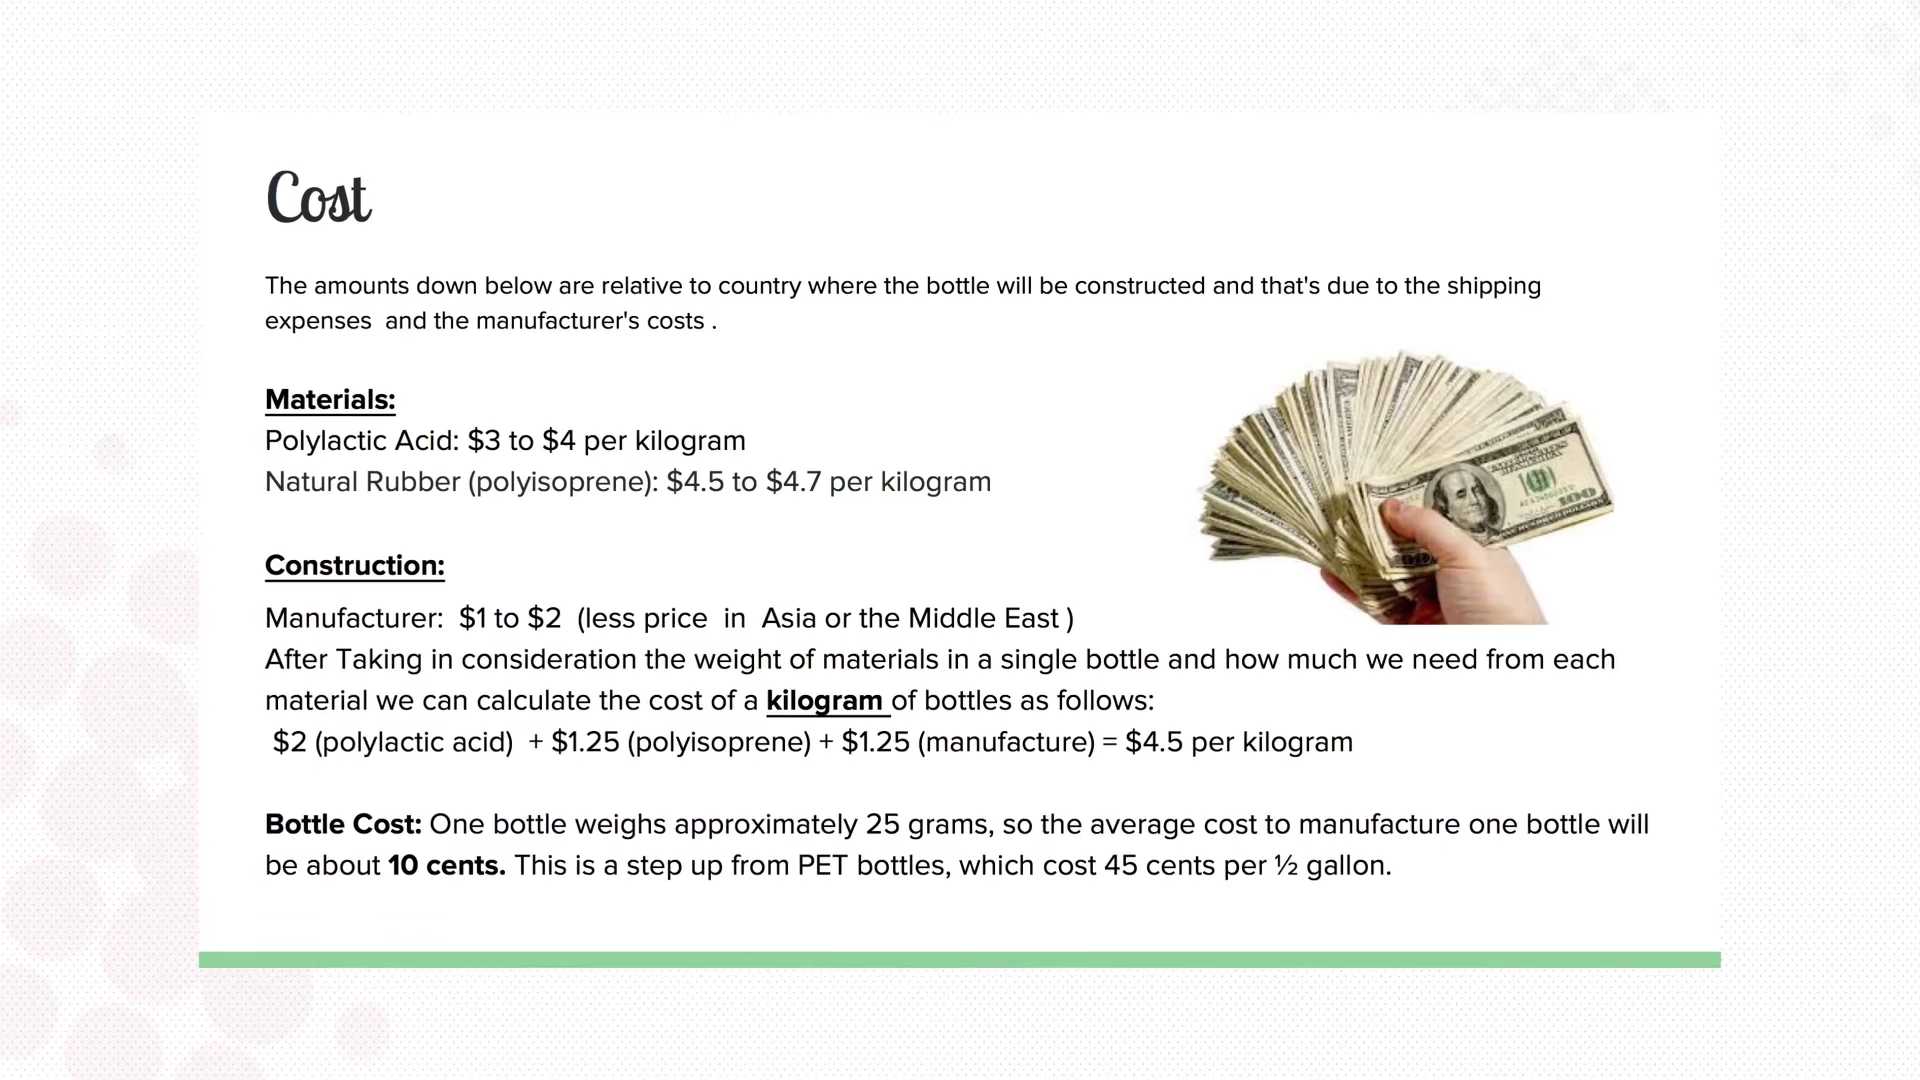 Cost
The amounts down below are relative to country where the bottle will be constructed and that's due to the shipping
expenses  and the manufacturer's costs .
Materials:
Polylactic Acid: $3 to $4 per kilogram
Natural Rubber (polyisoprene): $4.5 to $4.7 per kilogram
Construction:
Manufacturer:  $1 to $2  (less price  in  Asia or the Middle East )
After Taking in consideration the weight of materials in a single bottle and how much we need from each
material we can calculate the cost of a kilogram of bottles as follows:
$2 (polylactic acid)  + $1.25 (polyisoprene) + $1.25 (manufacture) = $4.5 per kilogram
Bottle Cost: One bottle weighs approximately 25 grams, so the average cost to manufacture one bottle will
be about 10 cents. This is a step up from PET bottles, which cost 45 cents per ½ gallon.
100